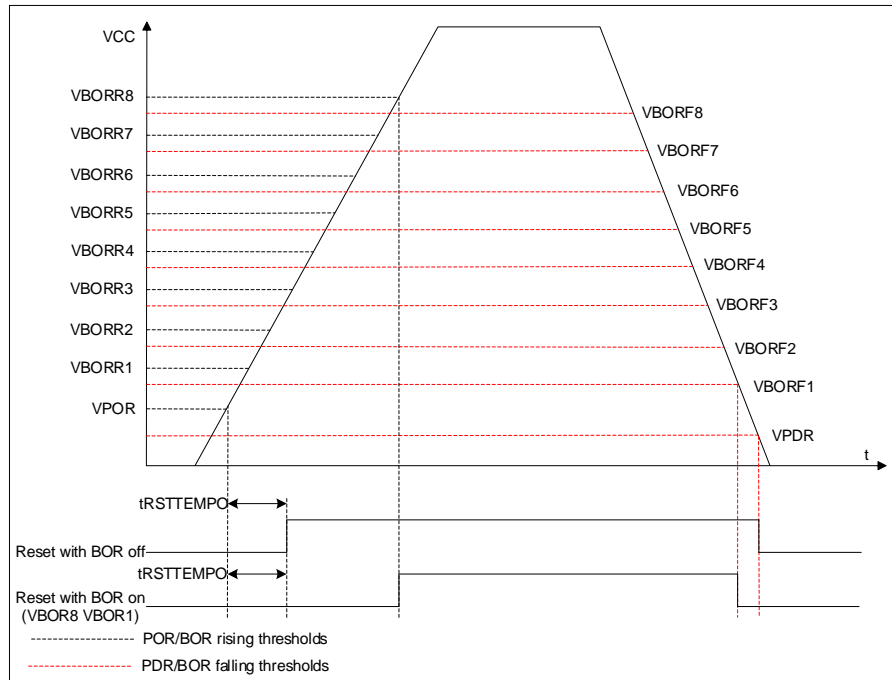 VCC
VBORR8
VBORF8
VBORR7
VBORF7
VBORR6
VBORF6
VBORR5
VBORF5
VBORR4
VBORF4
VBORR3
VBORF3
VBORR2
VBORF2
VBORR1
VBORF1
VPOR
VPDR
t
tRSTTEMPO
Reset with BOR off
tRSTTEMPO
Reset with BOR on
(VBOR8 VBOR1)
POR/BOR rising thresholds
PDR/BOR falling thresholds